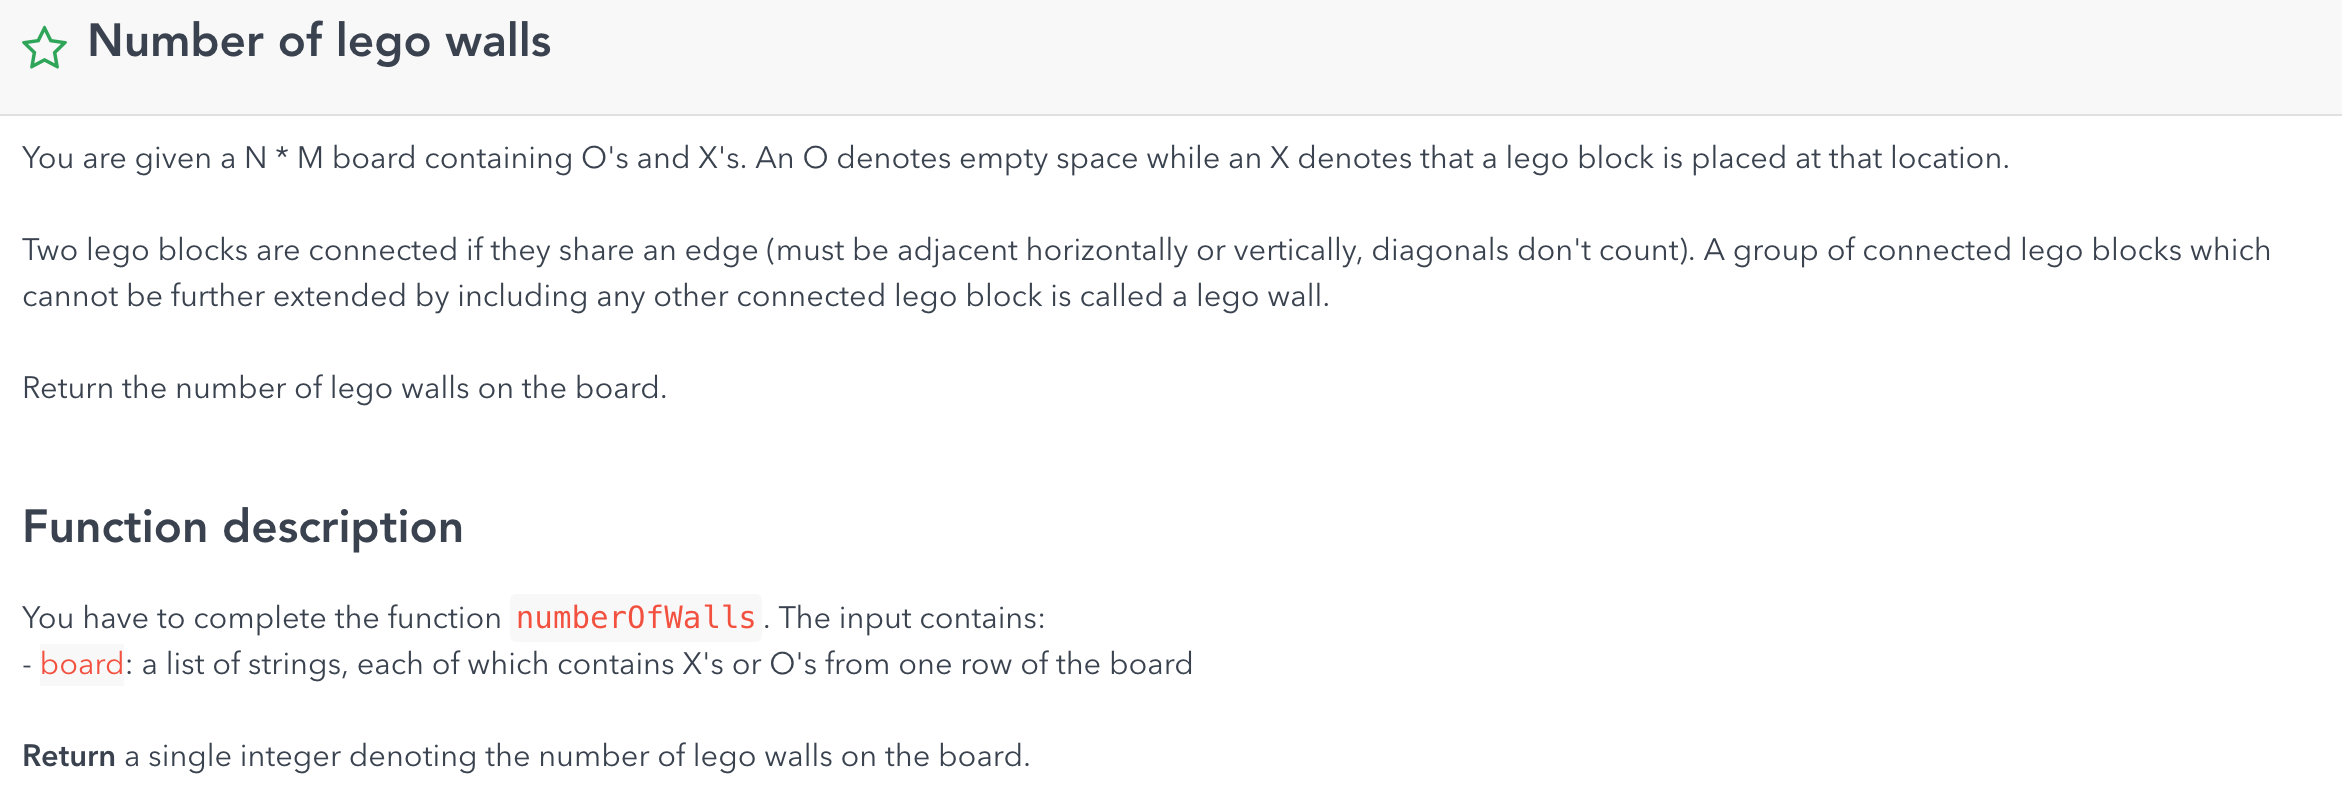 Number of lego walls
You are given a N * M board containing O's and X's. An O denotes empty space while an X denotes that a lego block is placed at that location.
Two lego blocks are connected if they share an edge (must be adjacent horizontally or vertically, diagonals don't count). A group of connected lego blocks which
cannot be further extended by including any other connected lego block is called a lego wall.
Return the number of lego walls on the board.
Function description
You have to complete the function numberOfWalls. The input contains:
- board: a list of strings, each of which contains X's or O's from one row of the board
Return a single integer denoting the number of lego walls on the board.